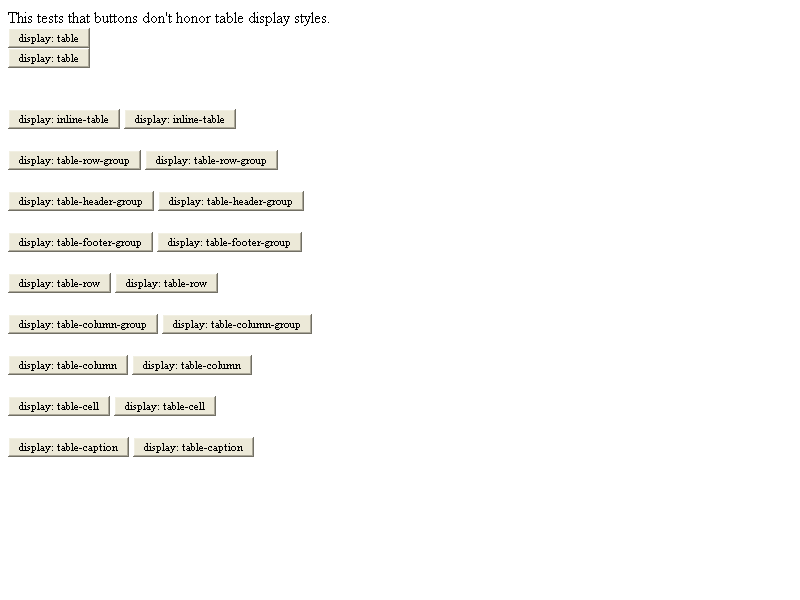 This tests that buttons don't honor table display styles.
display: table
display: table
display: inline-table display: inline-table
display: table-row-group display: table-row-group
display: table-header-group display: table-header-group
display: table-footer-group display: table-footer-group
display: table-row display: table-row
display: table-column-group display: table-column-group
display: table-column display: table-column
display: table-cell display: table-cell
display: table-caption display: table-caption